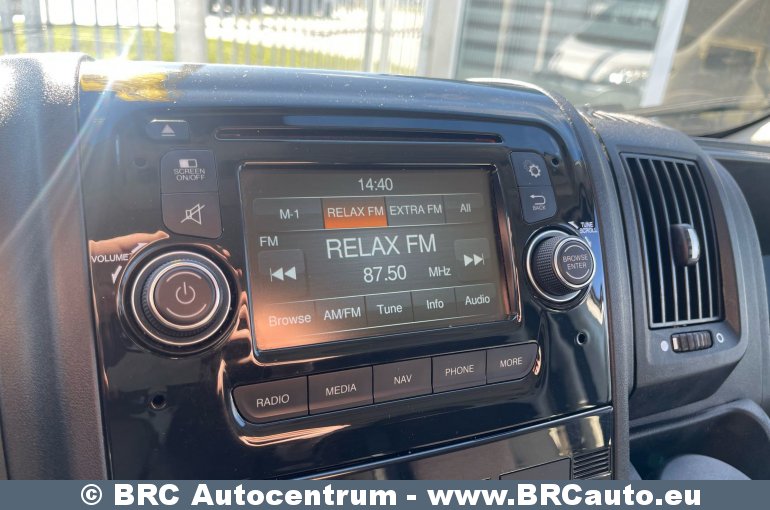 SCREEN
ON/OFF
14:40
M-1 RELAX FM EXTRA FM All
BACK
TUNE
SCROLL
FM RELAX FM
VOLUME
87.50 MHz
BROWSE
ENTER
Browse AM/FM Tune Info Audio
RADIO MEDIA NAV PHONE MORE
© BRC Autocentrum - www.BRCauto.eu